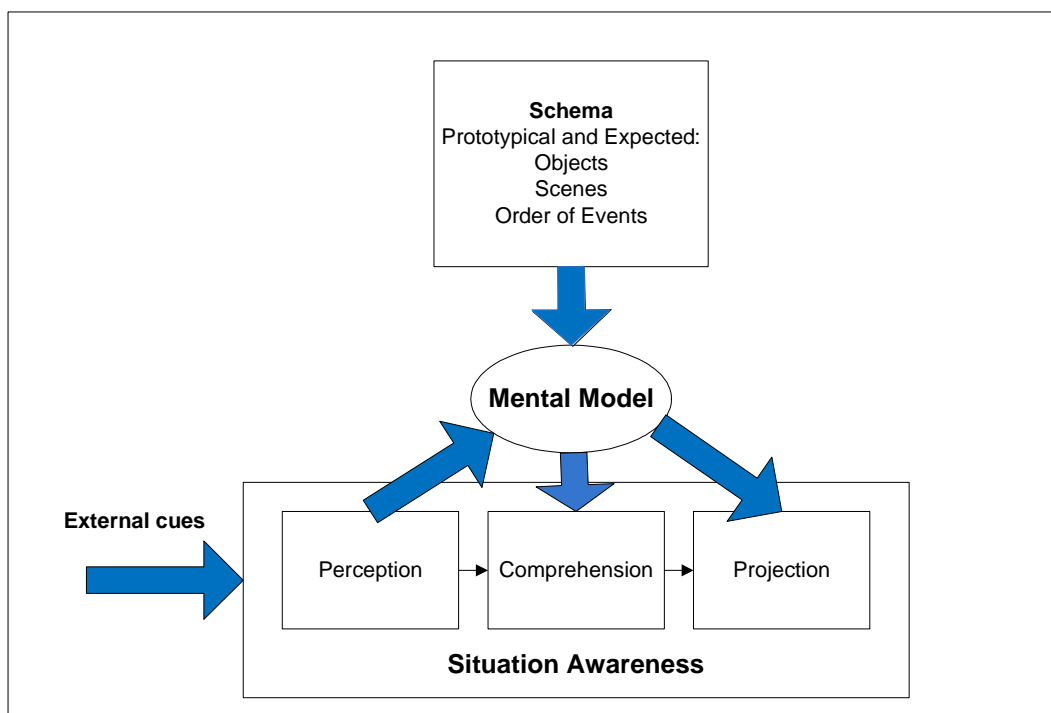 Schema
Prototypical and Expected:
Objects
Scenes
Order of Events
Mental Model
External cues
Perception
Comprehension
Projection
Situation Awareness